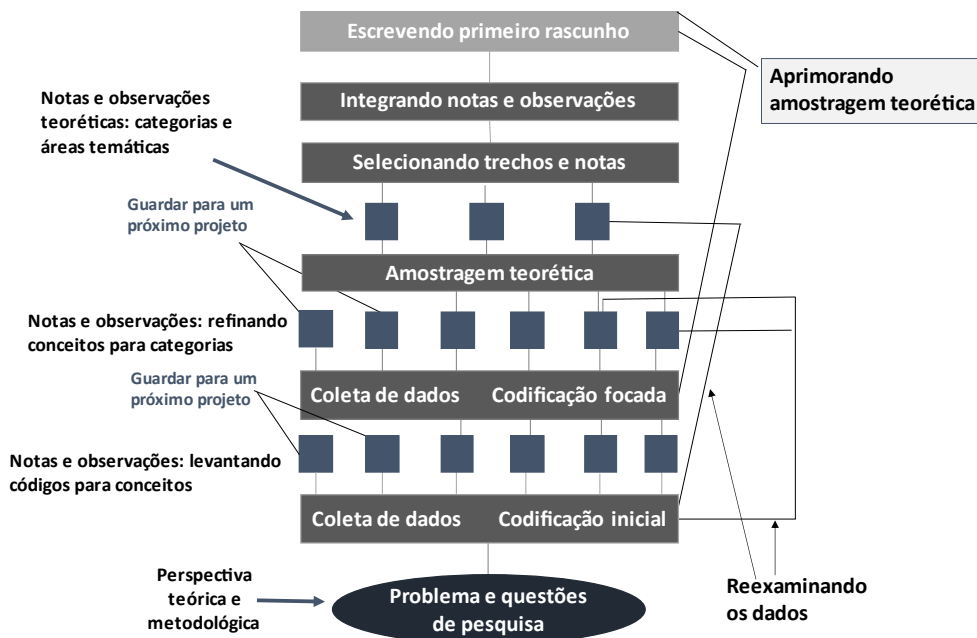 Escrevendo primeiro rascunho
Aprimorando
amostragem teorética
Integrando notas e observações
Notas e observações
teoréticas: categorias e
áreas temáticas
Selecionando trechos e notas
Guardar para um
próximo projeto
Amostragem teorética
Notas e observações: refinando
conceitos para categorias
Guardar para um
próximo projeto
Coleta de dados
Codificação focada
Notas e observações: levantando
códigos para conceitos
Coleta de dados
Codificação inicial
Perspectiva
teórica e
metodológica
Problema e questões
de pesquisa
Reexaminando
os dados